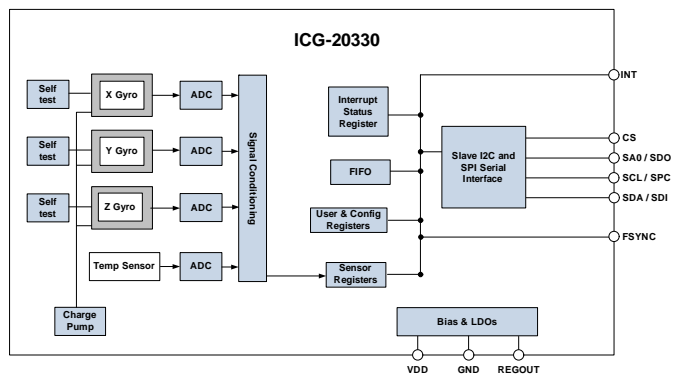 ICG-20330
Self
test
X Gyro
ADC
Self
test
Y Gyro
ADC
Self
test
Z Gyro
ADC
Temp Sensor
ADC
Charge
Pump
Signal Conditioning
Interrupt
Status
Register
FIFO
User & Config
Registers
Sensor
Registers
Slave I2C and
SPI Serial
Interface
Bias & LDOs
INT
CS
SA0 / SDO
SCL / SPC
SDA / SDI
FSYNC
VDD
GND
REGOUT